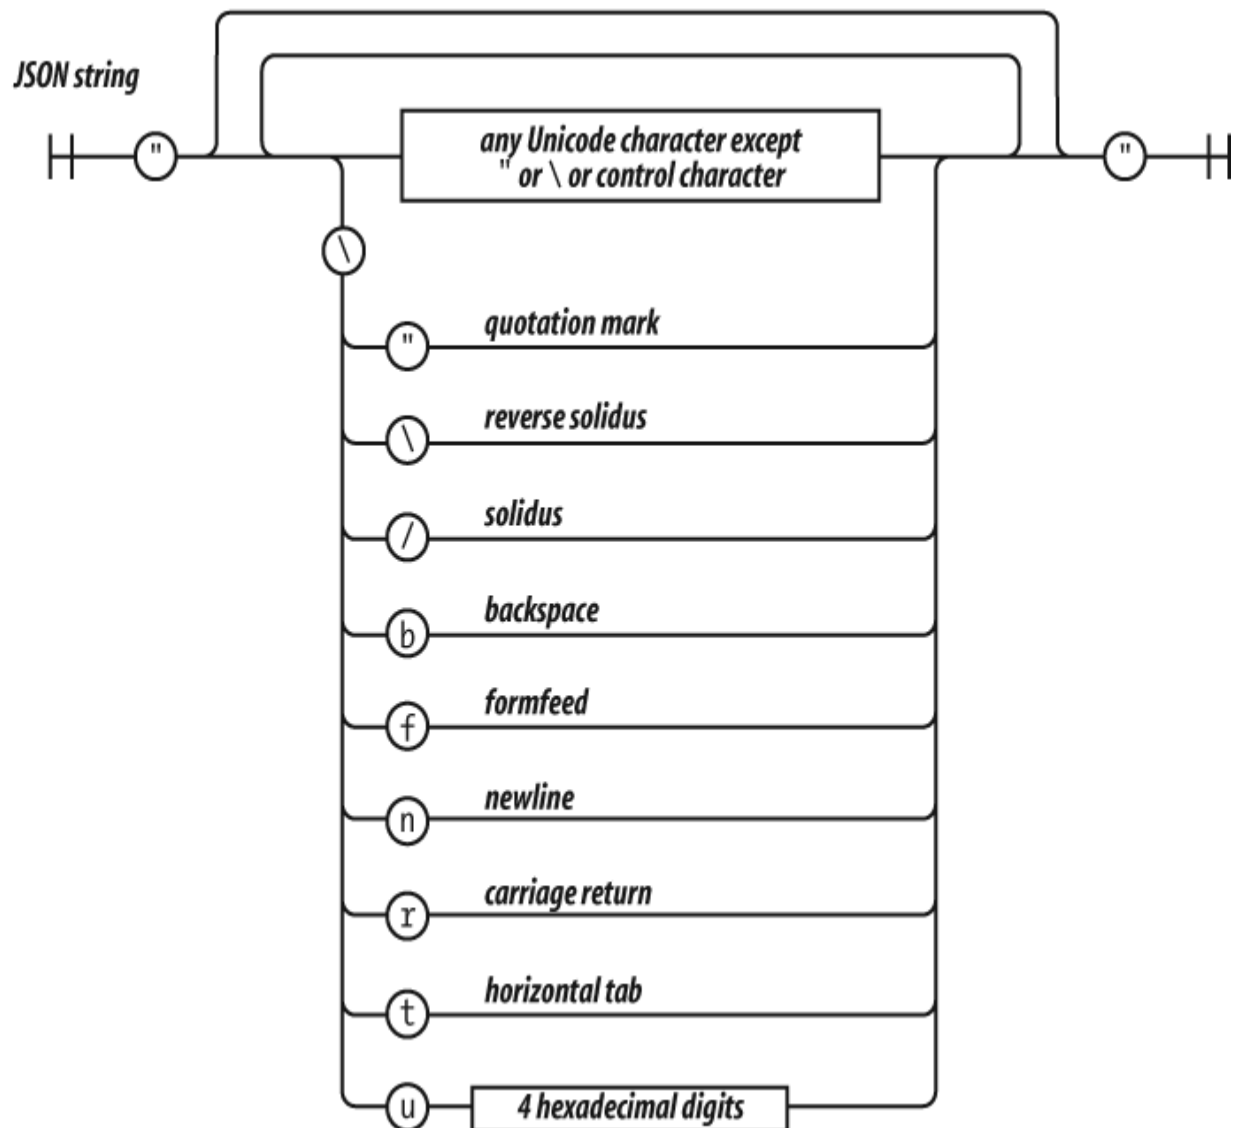 JSON string
"
any Unicode character except
" or \ or control character
"
\
" quotation mark
\ reverse solidus
/ solidus
b backspace
f formfeed
n newline
r carriage return
t horizontal tab
u 4 hexadecimal digits